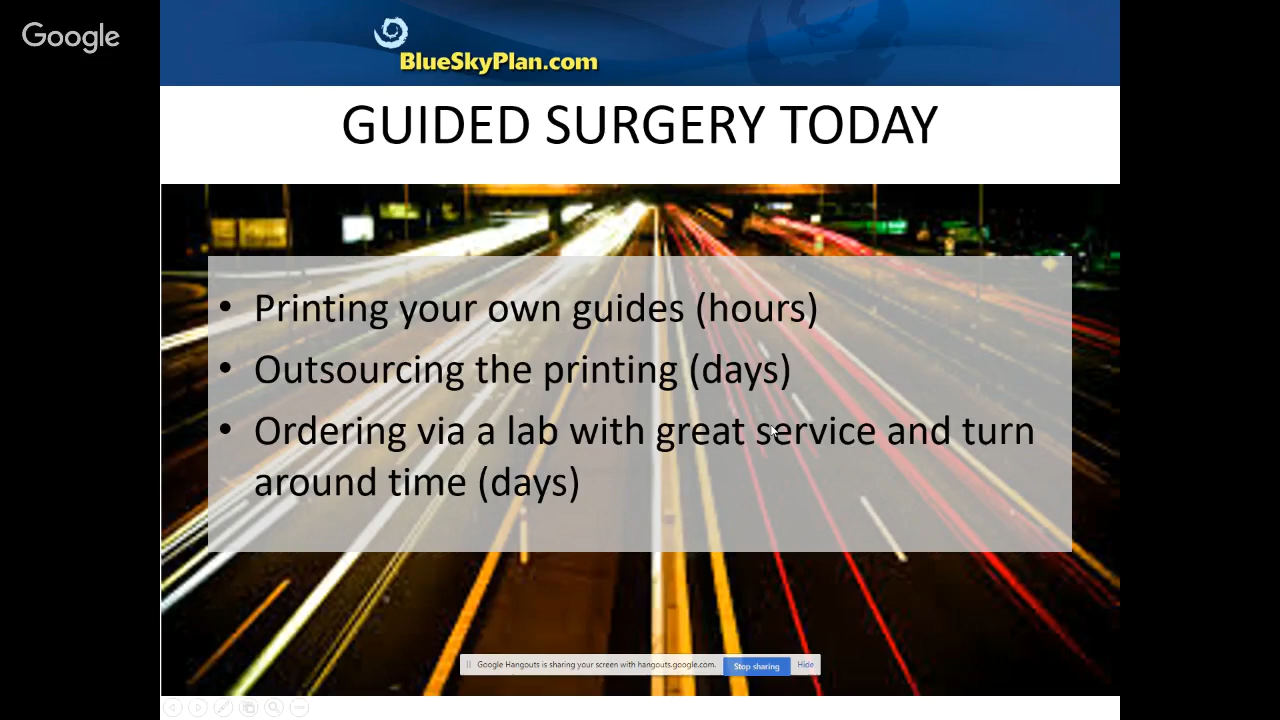 Google
BlueSkyPlan.com
GUIDED SURGERY TODAY
• Printing your own guides (hours)
• Outsourcing the printing (days)
• Ordering via a lab with great service and turn
around time (days)
Google Hangouts is sharing your screen with hangouts.google.com.
Stop sharing
Hide